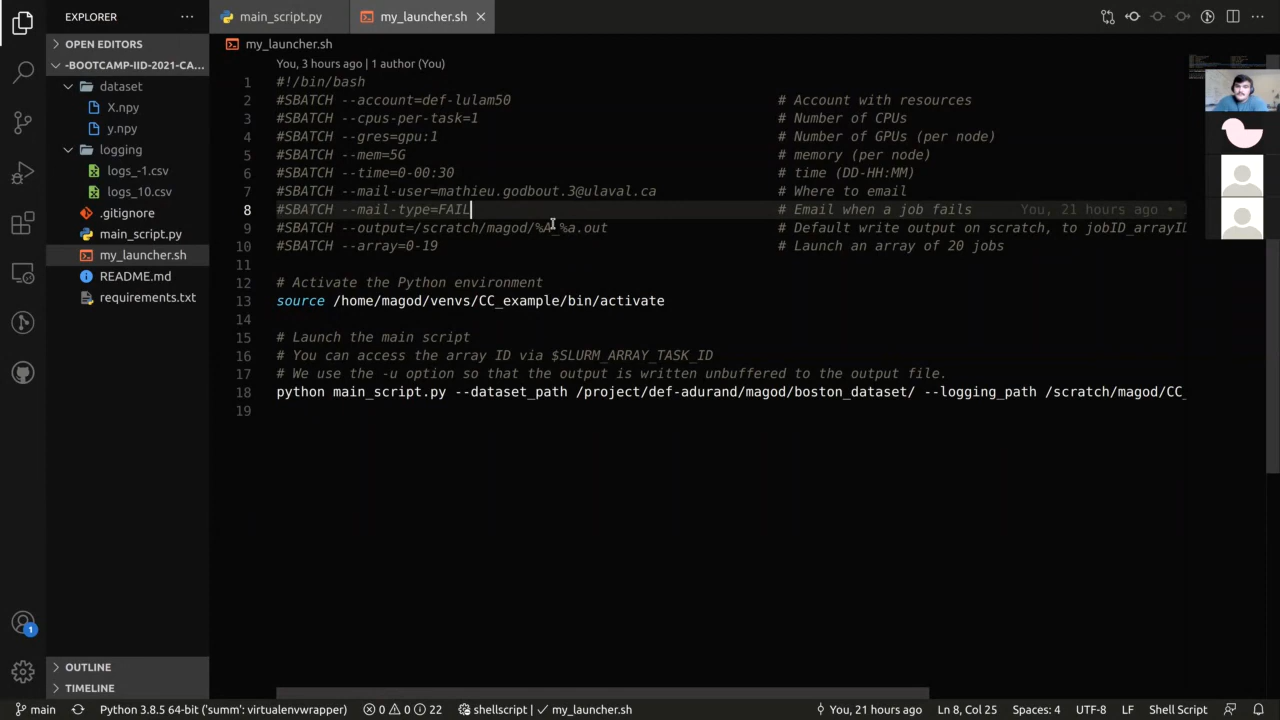 EXPLORER
main_script.py
my_launcher.sh
OPEN EDITORS
-BOOTCAMP-IID-2021-CA...
dataset
X.npy
y.npy
logging
logs_-1.csv
logs_10.csv
.gitignore
main_script.py
my_launcher.sh
README.md
requirements.txt
OUTLINE
TIMELINE
my_launcher.sh
You, 3 hours ago | 1 author (You)
1 #!/bin/bash
2 #SBATCH --account=def-lulam50 # Account with resources
3 #SBATCH --cpus-per-task=1 # Number of CPUs
4 #SBATCH --gres=gpu:1 # Number of GPUs (per node)
5 #SBATCH --mem=5G # memory (per node)
6 #SBATCH --time=0-00:30 # time (DD-HH:MM)
7 #SBATCH --mail-user=mathieu.godbout.3@ulaval.ca # Where to email
8 #SBATCH --mail-type=FAIL # Email when a job fails You, 21 hours ago •
9 #SBATCH --output=/scratch/magod/%A_%a.out # Default write output on scratch, to jobID_arrayID
10 #SBATCH --array=0-19 # Launch an array of 20 jobs
11
12 # Activate the Python environment
13 source /home/magod/venvs/CC_example/bin/activate
14
15 # Launch the main script
16 # You can access the array ID via $SLURM_ARRAY_TASK_ID
17 # We use the -u option so that the output is written unbuffered to the output file.
18 python main_script.py --dataset_path /project/def-adurand/magod/boston_dataset/ --logging_path /scratch/magod/CC_
19
1
main
Python 3.8.5 64-bit ('summ': virtualenvwrapper)
0 0 22
shellscript | ✓ my_launcher.sh
You, 21 hours ago
Ln 8, Col 25
Spaces: 4
UTF-8
LF
Shell Script